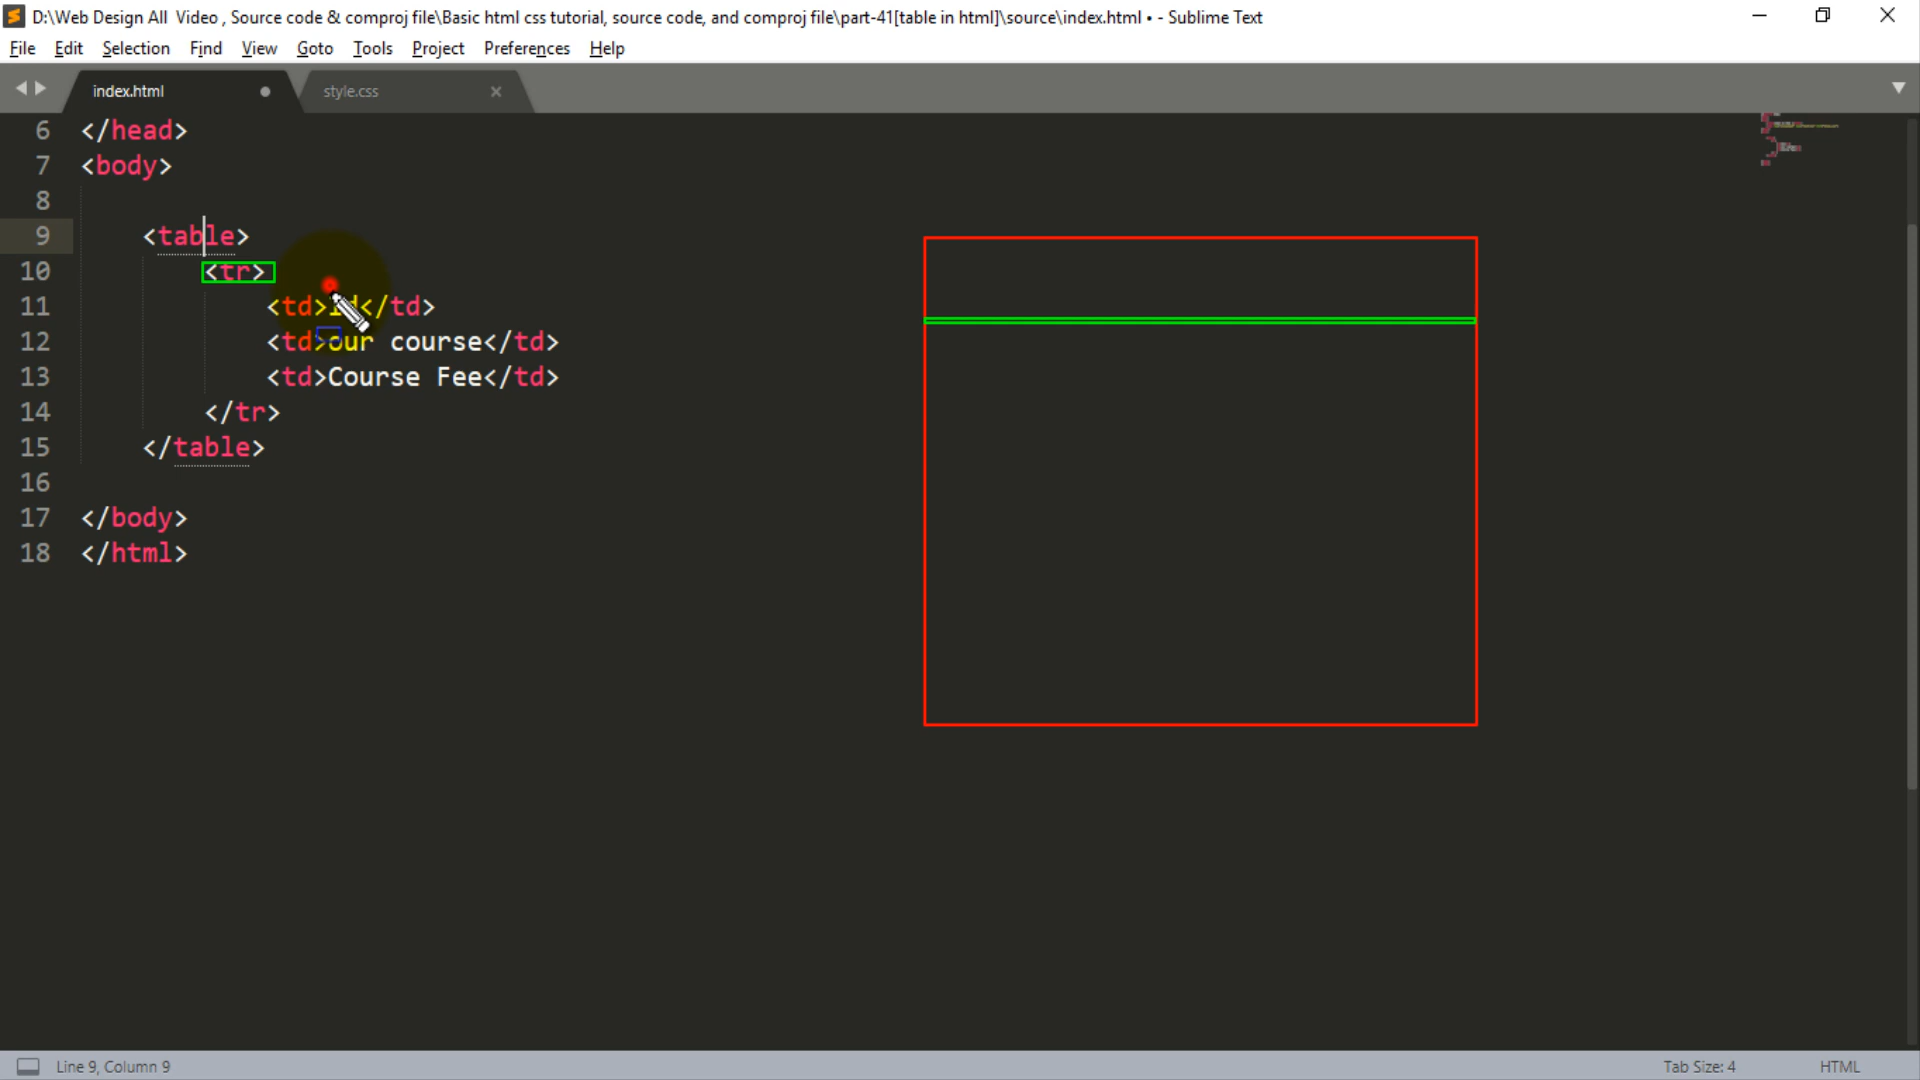 D:\Web Design All Video , Source code & comproj file\Basic html css tutorial, source code, and comproj file\part-41[table in html]\source\index.html • - Sublime Text
File Edit Selection Find View Goto Tools Project Preferences Help
index.html style.css
6 </head>
7 <body>
8
9 <table>
10 <tr>
11 <td>id</td>
12 <td>our course</td>
13 <td>Course Fee</td>
14 </tr>
15 </table>
16
17 </body>
18 </html>
Line 9, Column 9 Tab Size: 4 HTML